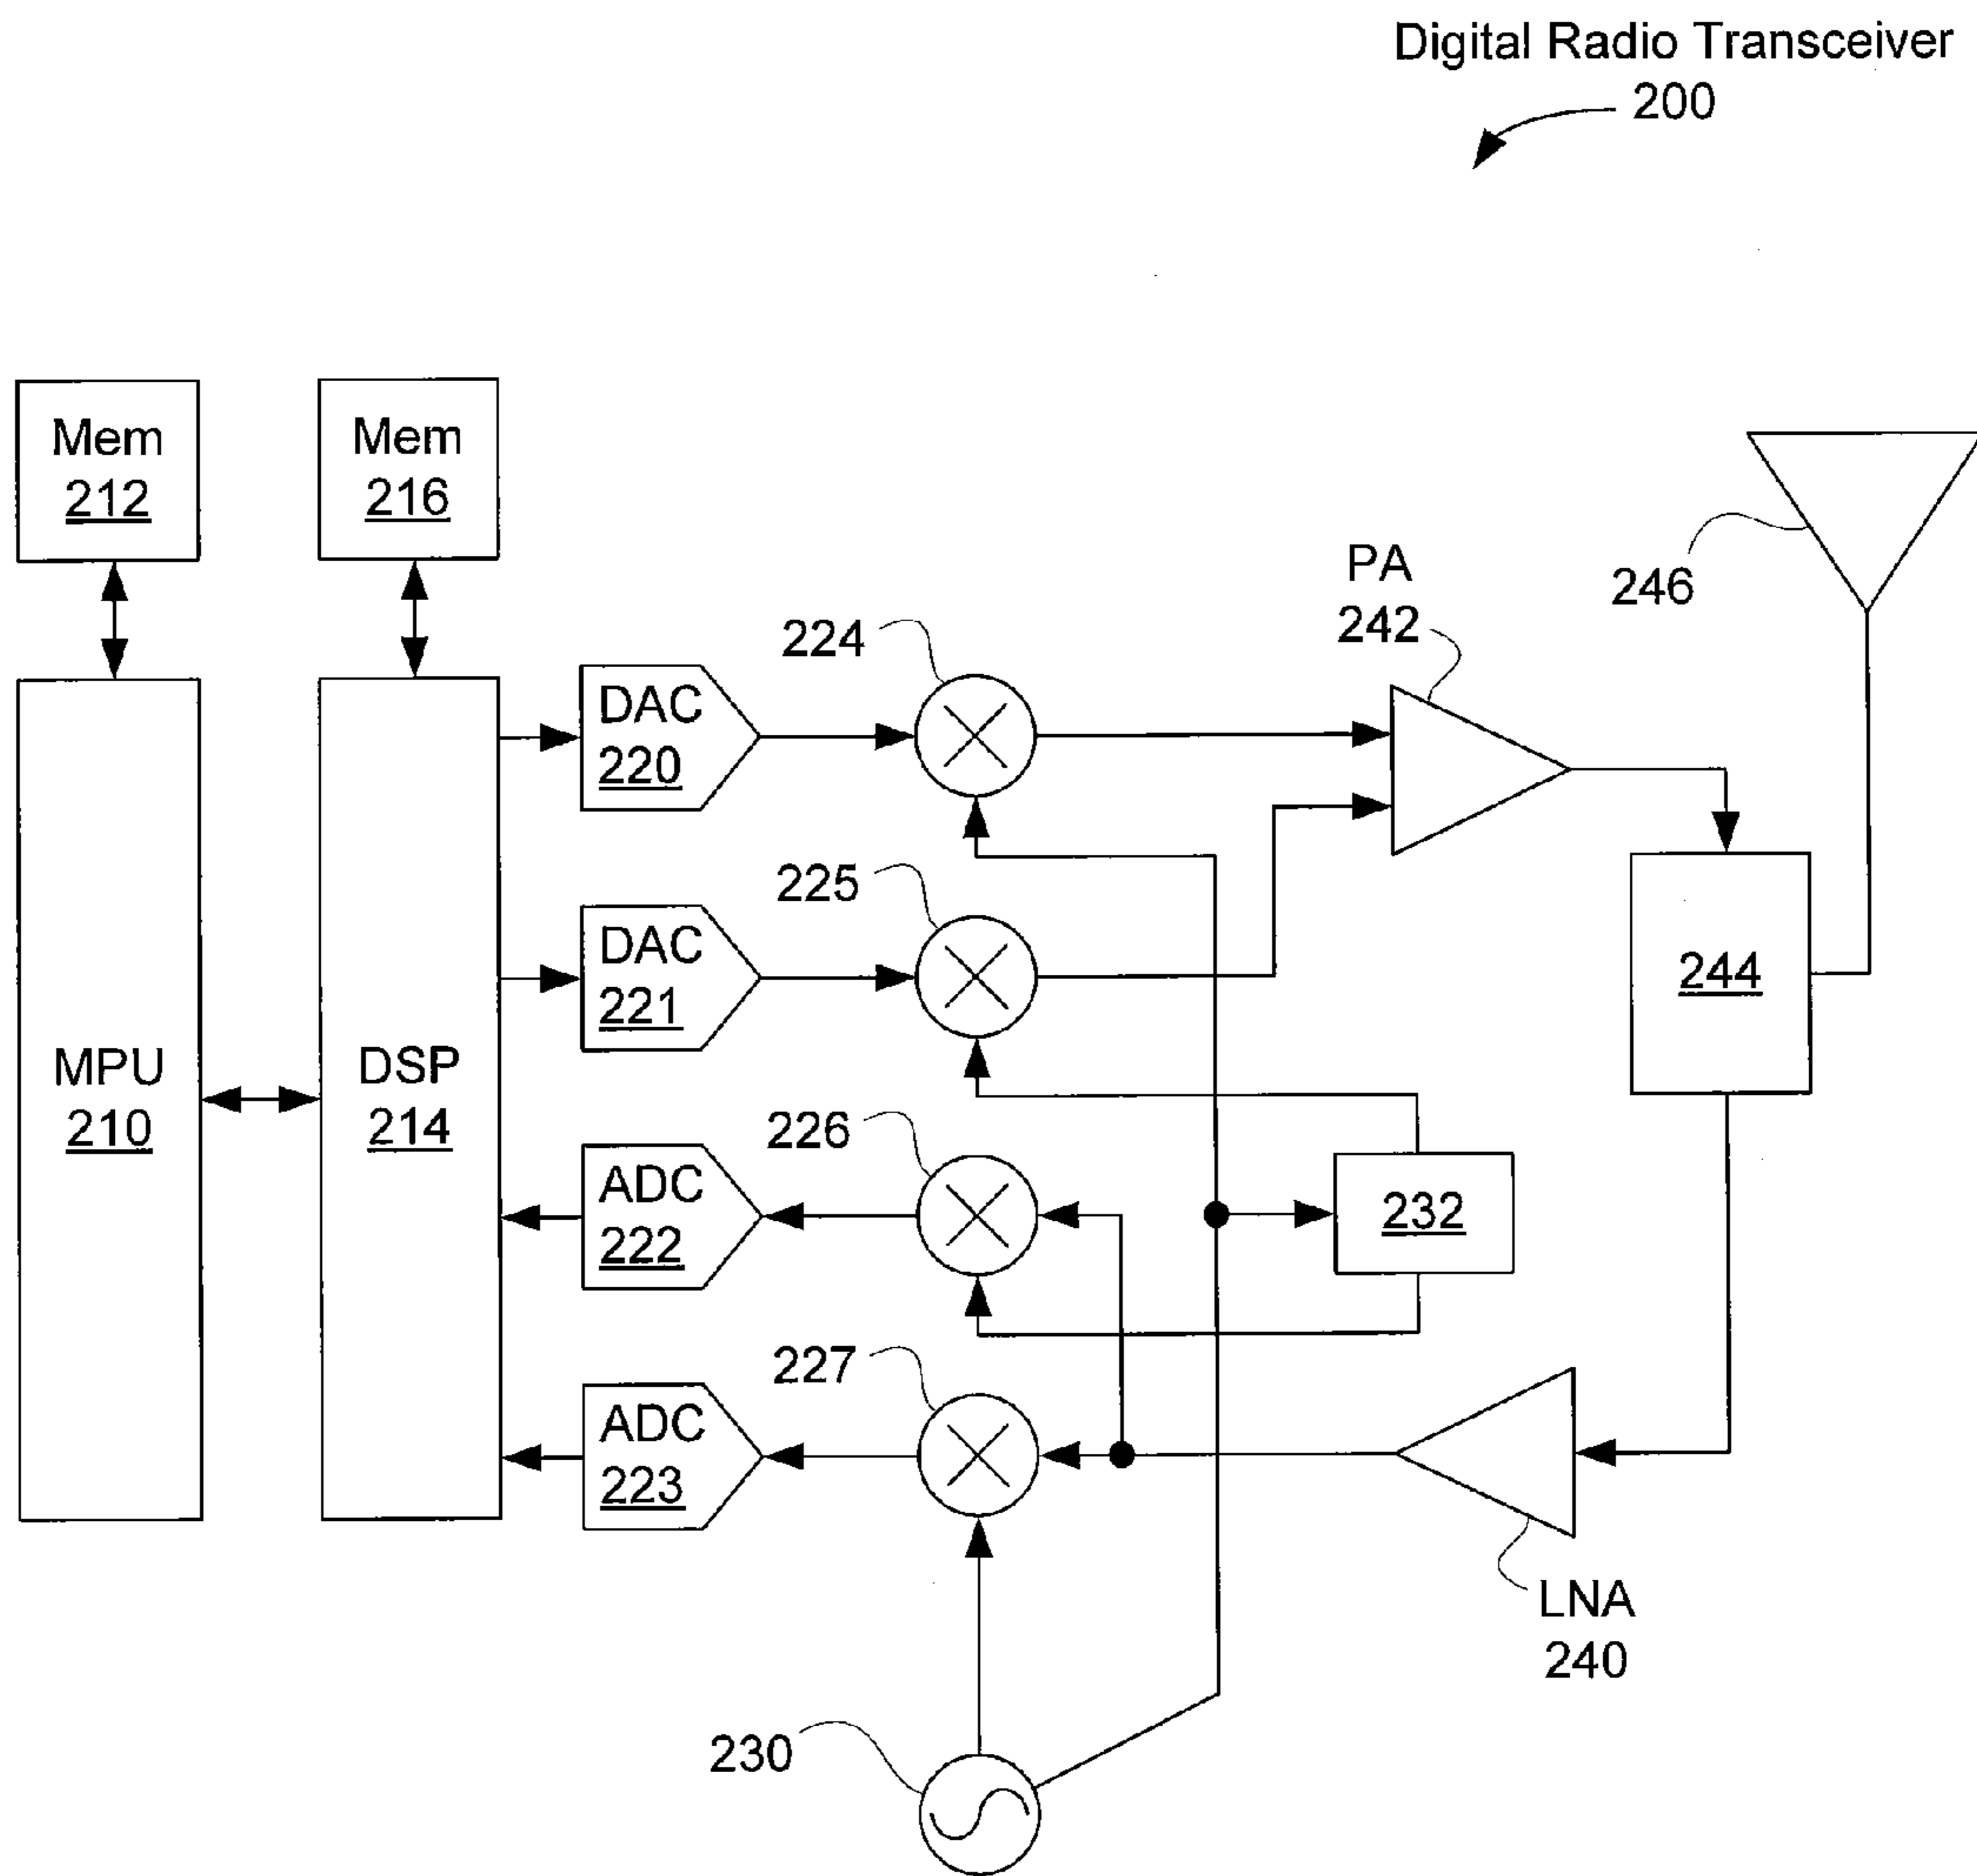 Digital Radio Transceiver
200
Mem
212
Mem
216
PA
242
246
224
DAC
220
225
DAC
221
244
MPU
210
DSP
214
226
ADC
222
232
227
ADC
223
LNA
240
230